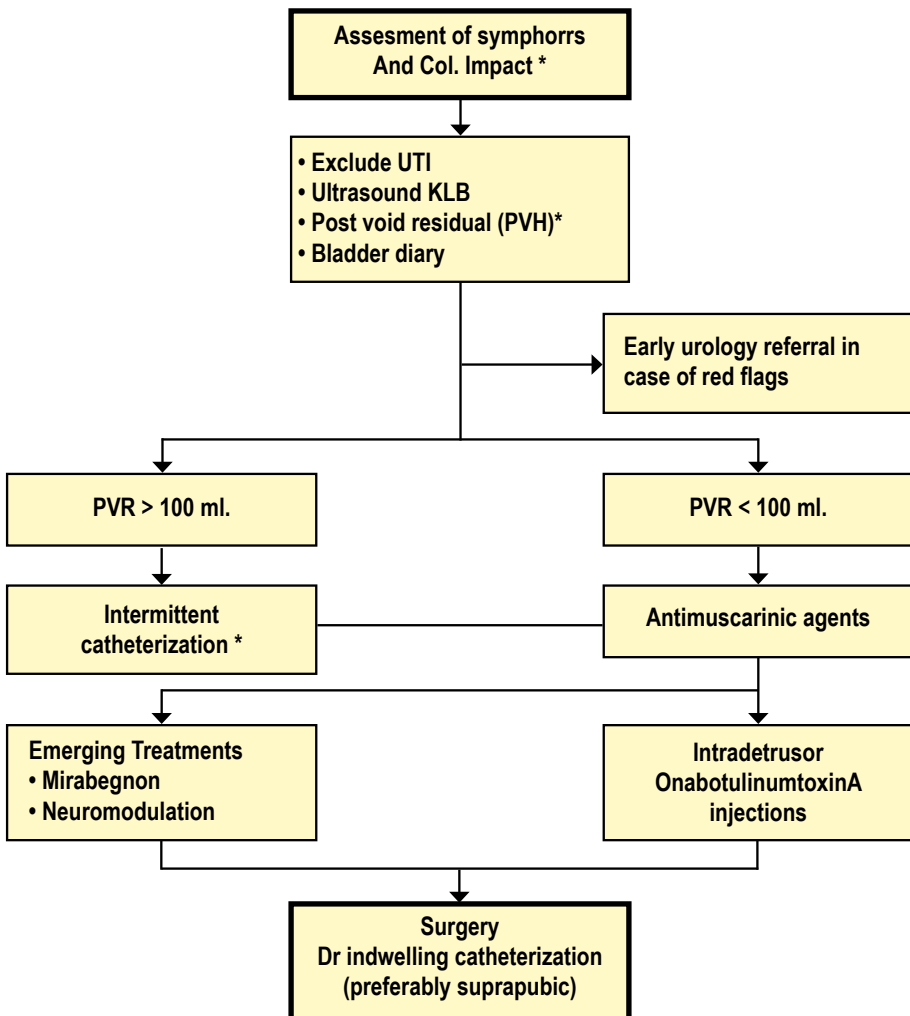 Assesment of symphorrs
And Col. Impact *
• Exclude UTI
• Ultrasound KLB
• Post void residual (PVH)*
• Bladder diary
Early urology referral in
case of red flags
PVR > 100 ml.
PVR < 100 ml.
Intermittent
catheterization *
Antimuscarinic agents
Emerging Treatments
• Mirabegnon
• Neuromodulation
Intradetrusor
OnabotulinumtoxinA
injections
Surgery
Dr indwelling catheterization
(preferably suprapubic)